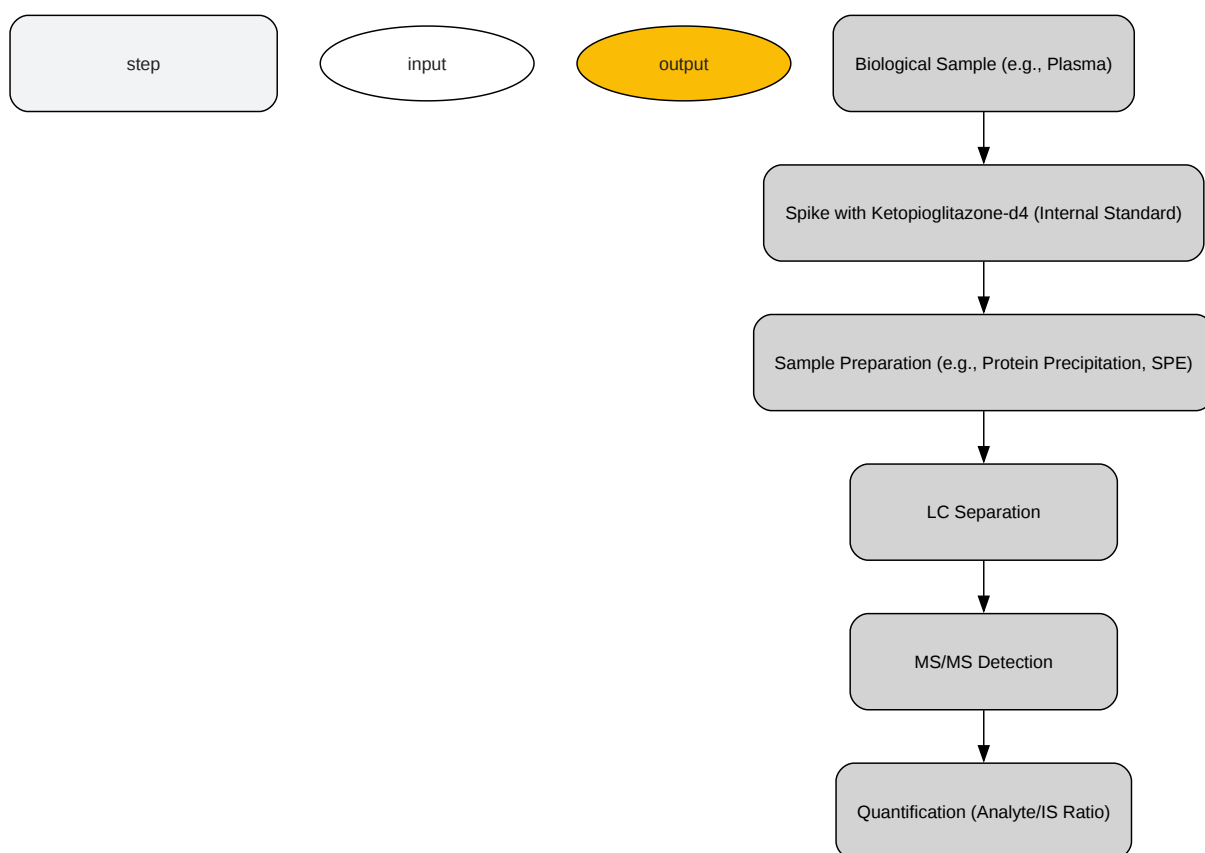 step
input
output
Biological Sample (e.g., Plasma)
Spike with Ketopioglitazone-d4 (Internal Standard)
Sample Preparation (e.g., Protein Precipitation, SPE)
LC Separation
MS/MS Detection
Quantification (Analyte/IS Ratio)